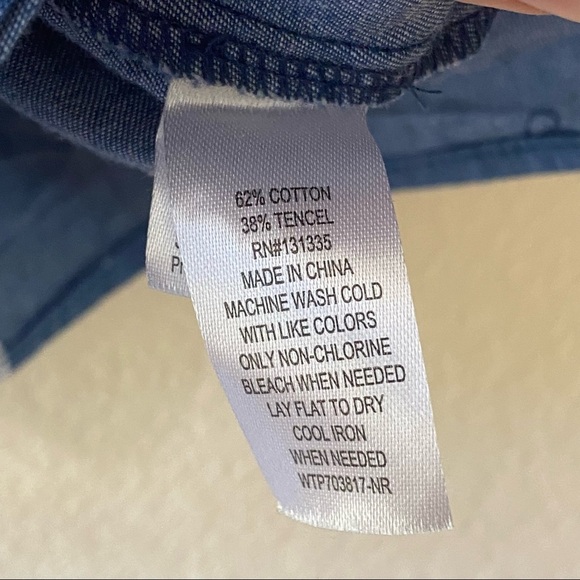 62% COTTON
38% TENCEL
RN#131335
MADE IN CHINA
MACHINE WASH COLD
WITH LIKE COLORS
ONLY NON-CHLORINE
BLEACH WHEN NEEDED
LAY FLAT TO DRY
COOL IRON
WHEN NEEDED
WTP703817-NR